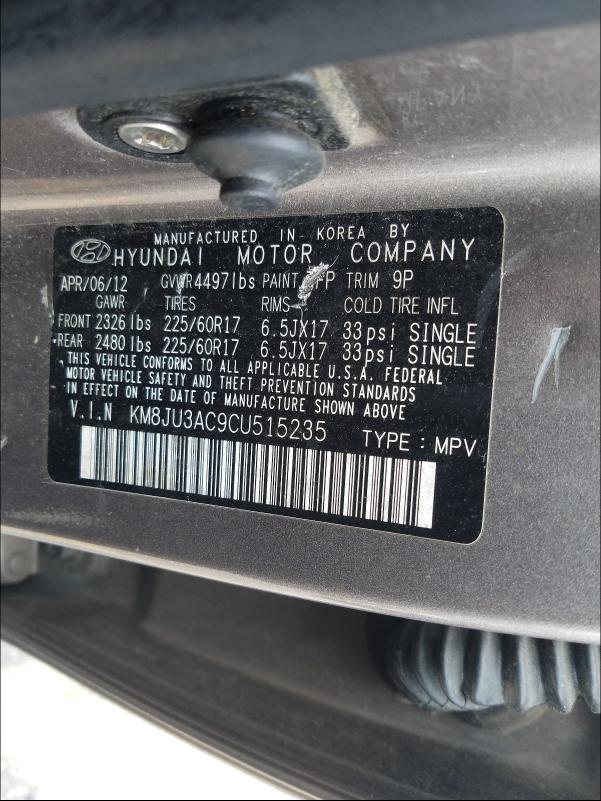 MANUFACTURED IN KOREA BY
HYUNDAI MOTOR COMPANY
APR/06/12 GVWR 4497lbs PAINT TRIM 9P
GAWR TIRES RIMS COLD TIRE INFL
FRONT 2326 lbs 225/60R17 6.5JX17 33psi SINGLE
REAR 2480 lbs 225/60R17 6.5JX17 33psi SINGLE
THIS VEHICLE CONFORMS TO ALL APPLICABLE U.S.A. FEDERAL
MOTOR VEHICLE SAFETY AND THEFT PREVENTION STANDARDS
IN EFFECT ON THE DATE OF MANUFACTURE SHOWN ABOVE
V.I.N KM8JU3AC9CU515235 TYPE : MPV